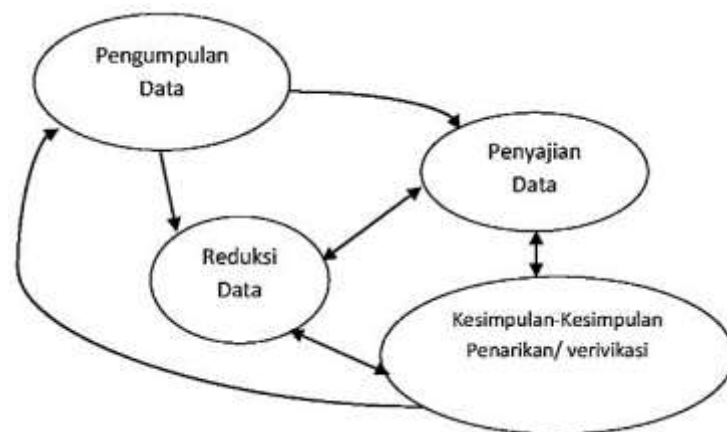 Pengumpulan
Data
Penyajian
Data
Reduksi
Data
Kesimpulan-Kesimpulan
Penarikan/ verivikasi